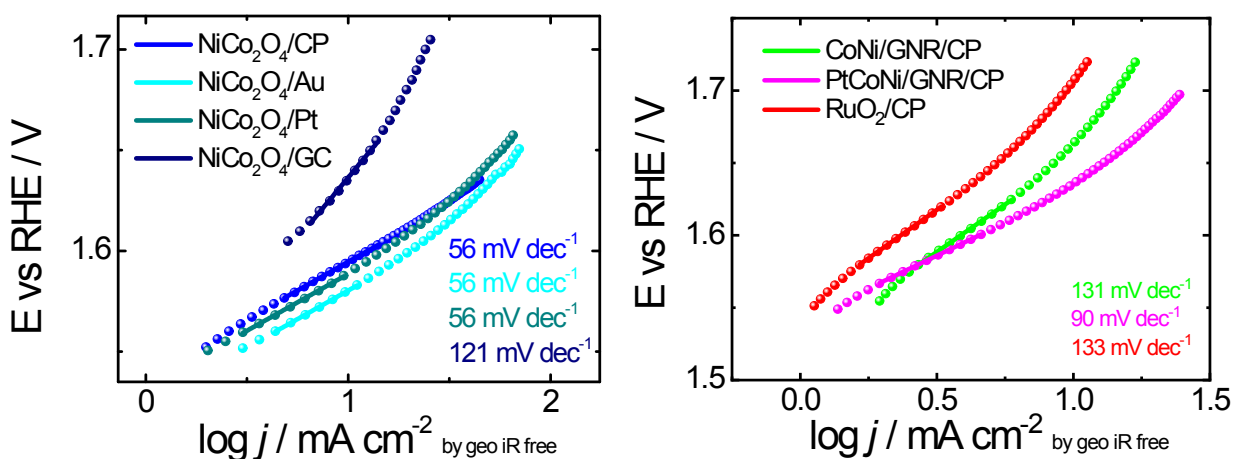 E vs RHE / V
1.7
1.6
NiCo₂O₄/CP
NiCo₂O₄/Au
NiCo₂O₄/Pt
NiCo₂O₄/GC
56 mV dec⁻¹
56 mV dec⁻¹
56 mV dec⁻¹
121 mV dec⁻¹
0 1 2
log j / mA cm⁻² by geo iR free
E vs RHE / V
1.7
1.6
1.5
CoNi/GNR/CP
PtCoNi/GNR/CP
RuO₂/CP
131 mV dec⁻¹
90 mV dec⁻¹
133 mV dec⁻¹
0.0 0.5 1.0 1.5
log j / mA cm⁻² by geo iR free